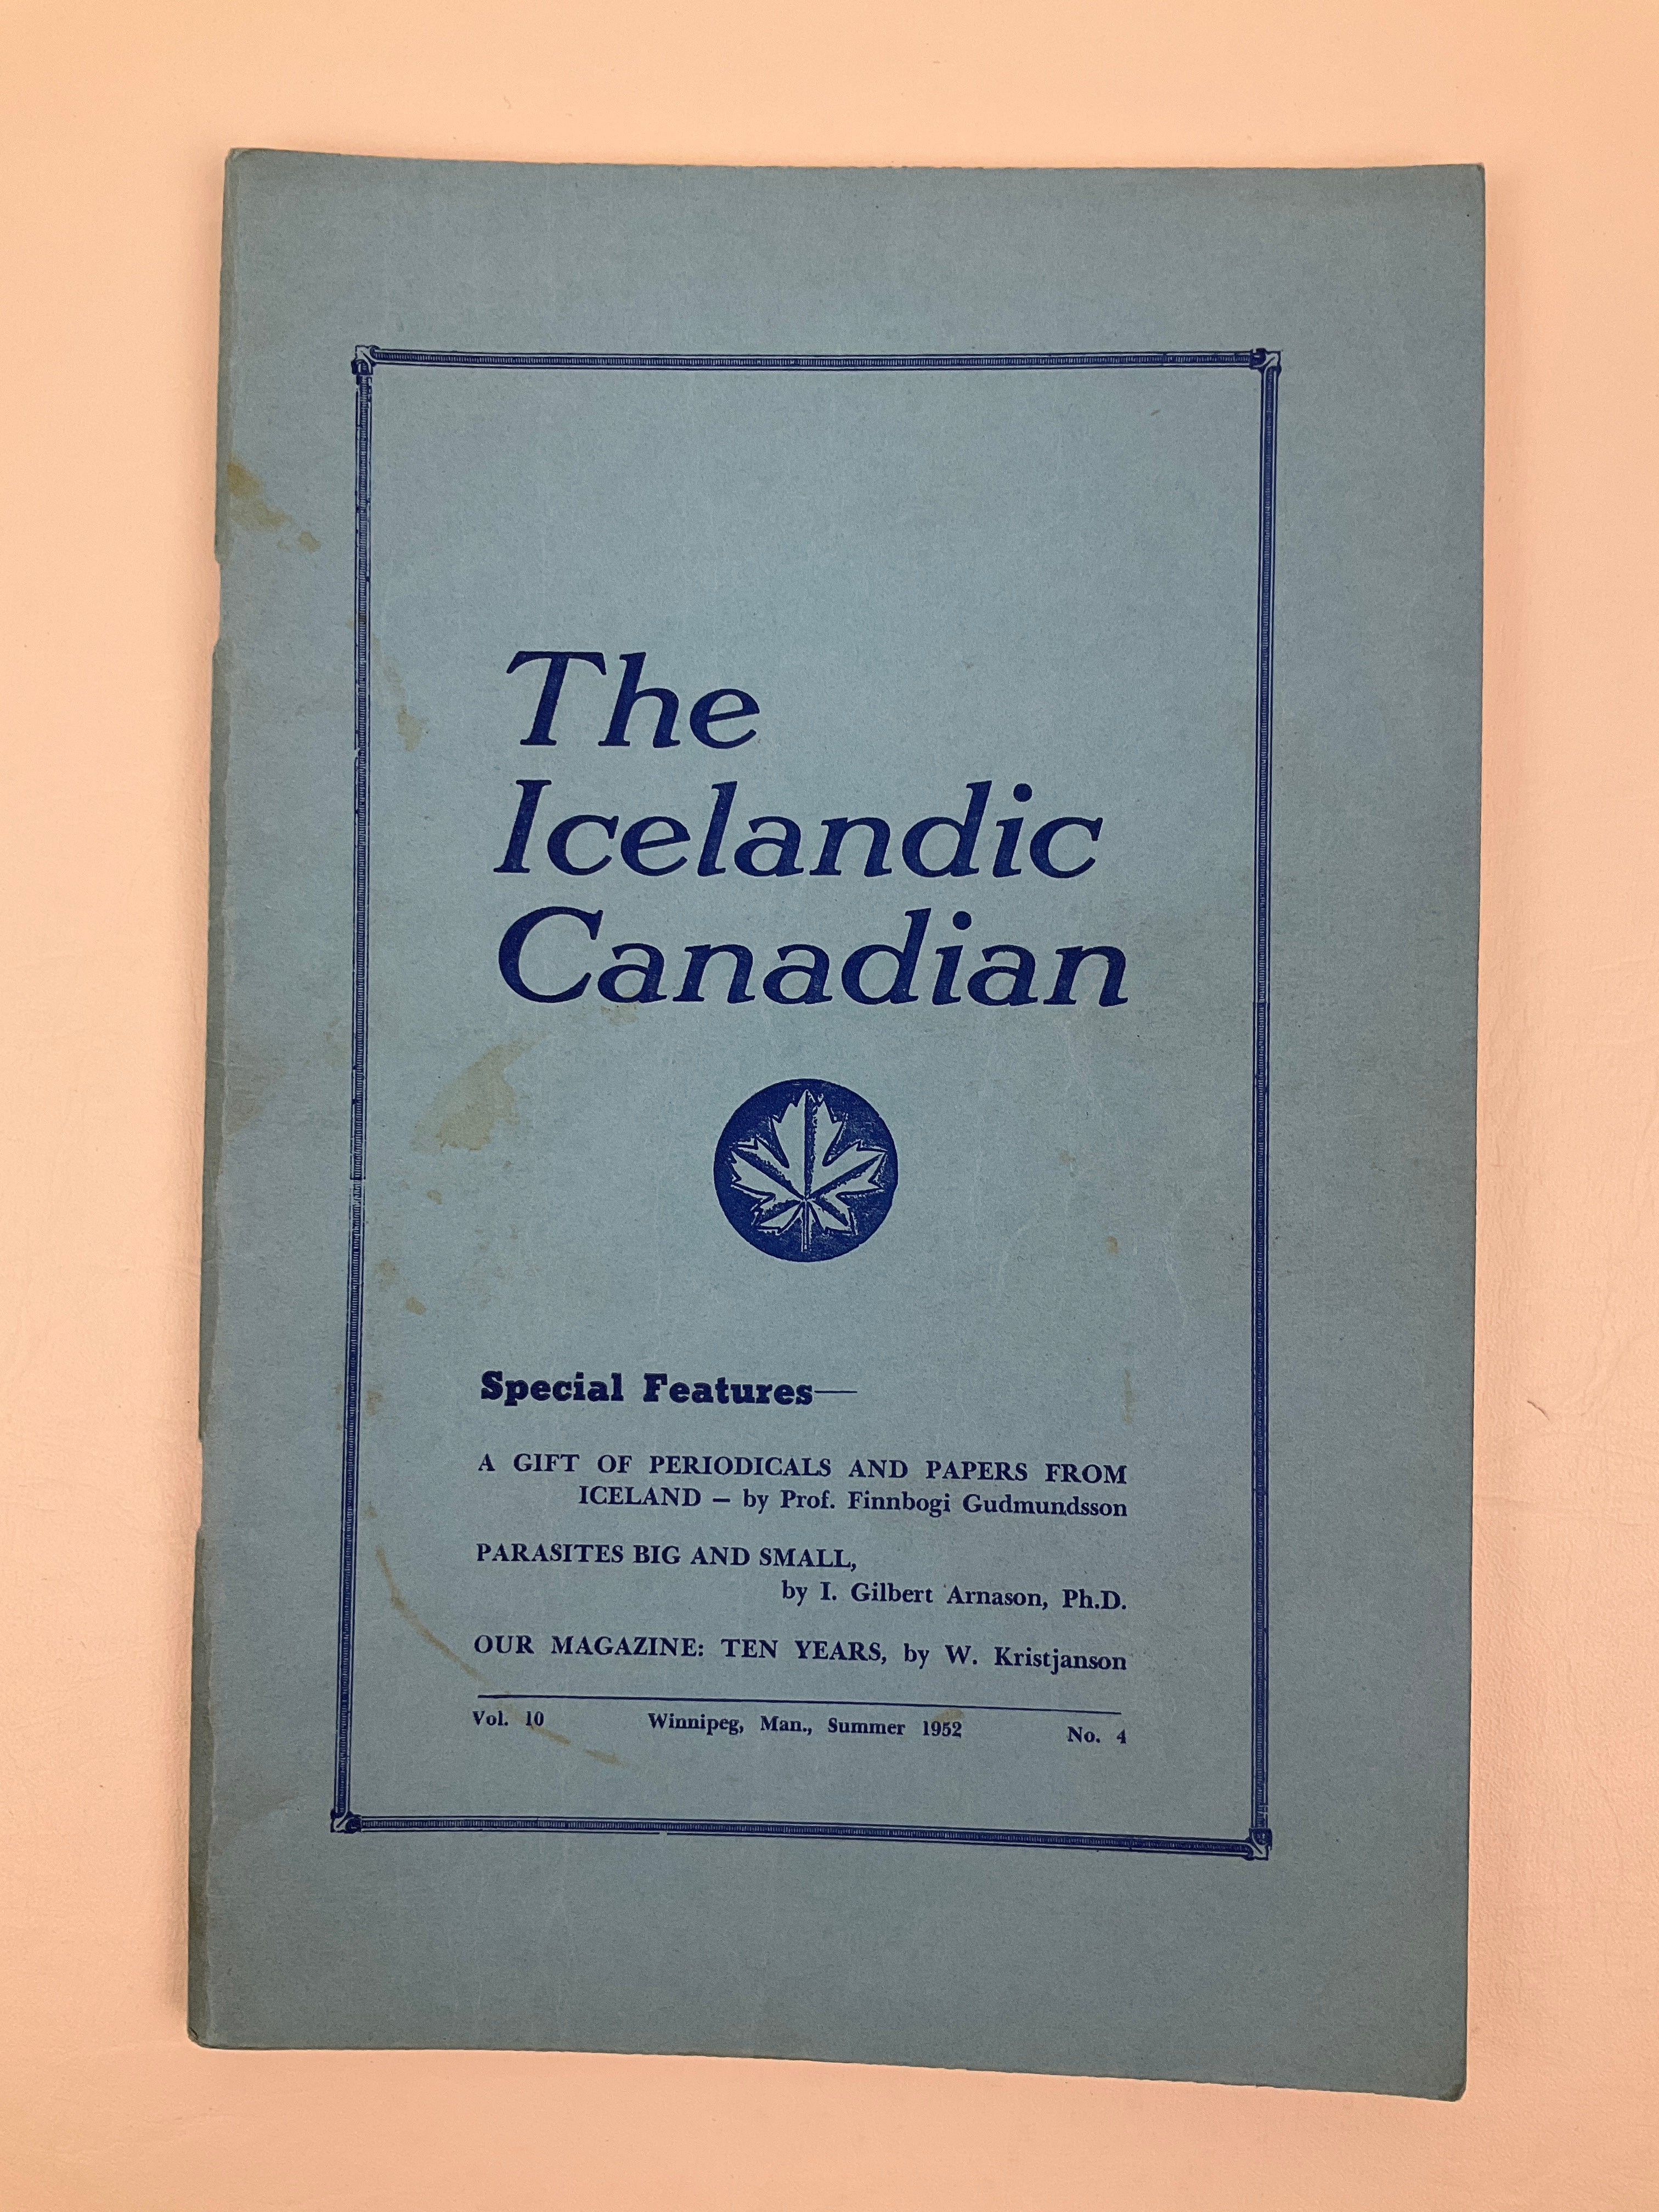 The
Icelandic
Canadian
Special Features—
A GIFT OF PERIODICALS AND PAPERS FROM
ICELAND – by Prof. Finnbogi Gudmundsson
PARASITES BIG AND SMALL,
by I. Gilbert Arnason, Ph.D.
OUR MAGAZINE: TEN YEARS, by W. Kristjanson
Vol. 10 Winnipeg, Man., Summer 1952 No. 4